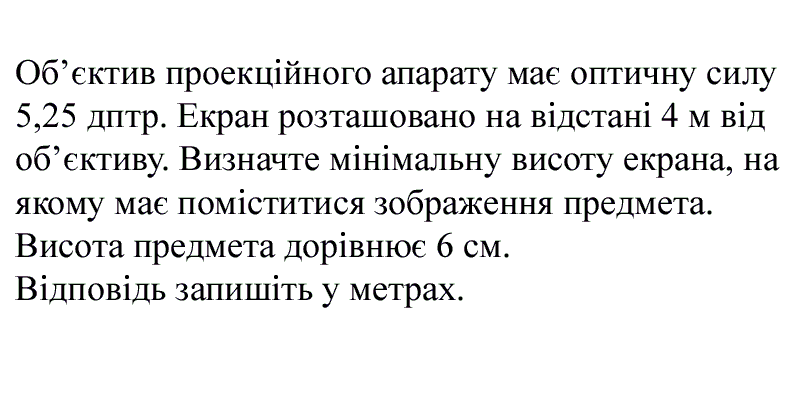 Об’єктив проекційного апарату має оптичну силу
5,25 дптр. Екран розташовано на відстані 4 м від
об’єктиву. Визначте мінімальну висоту екрана, на
якому має поміститися зображення предмета.
Висота предмета дорівнює 6 см.
Відповідь запишіть у метрах.